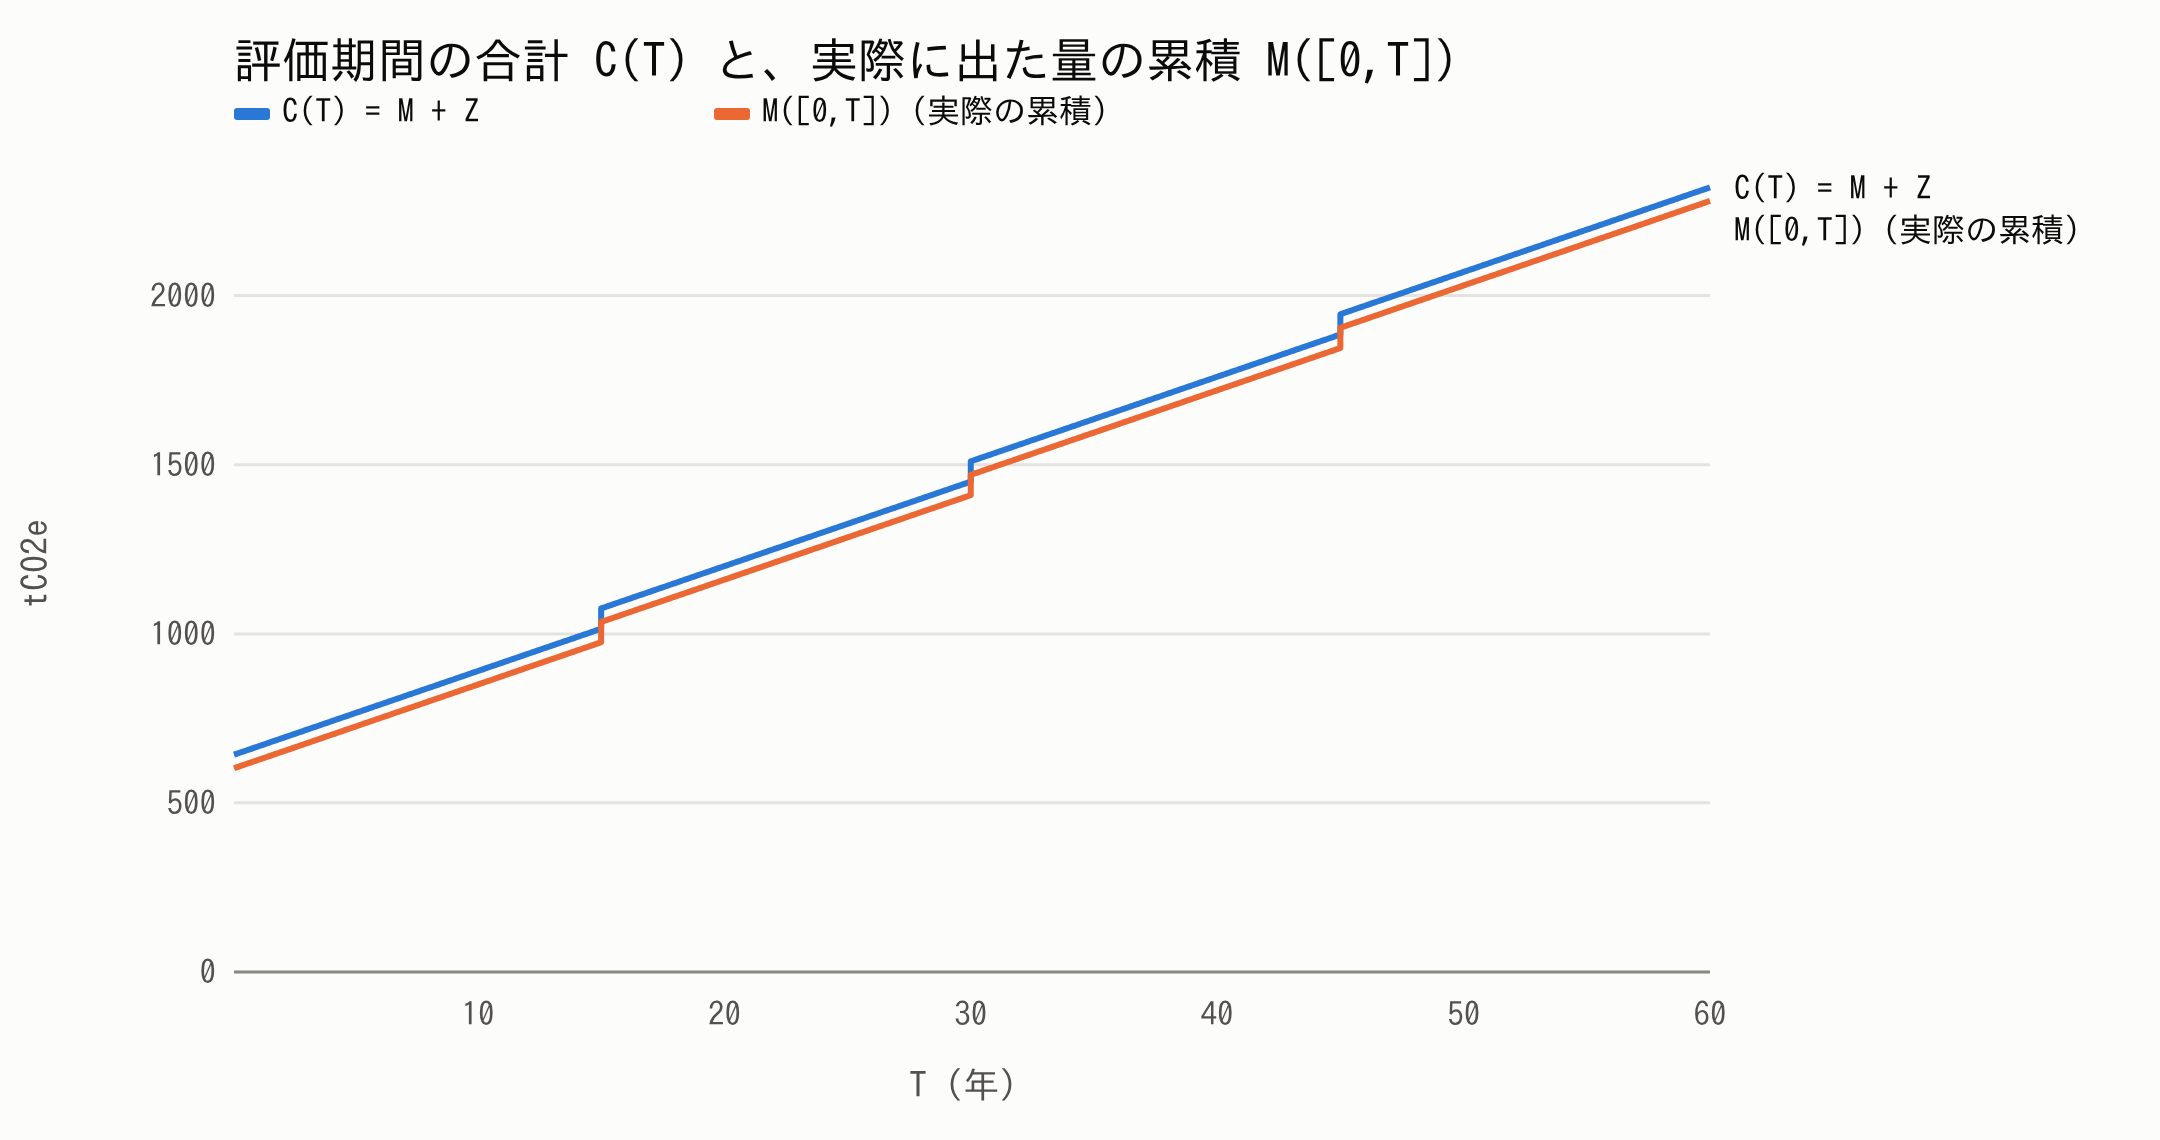 評価期間の合計 C(T) と、実際に出た量の累積 M([0,T])
C(T) = M + Z
M([0,T]) (実際の累積)
C(T) = M + Z
M([0,T]) (実際の累積)
2000
1500
1000
500
0
tCO2e
10 20 30 40 50 60
T (年)